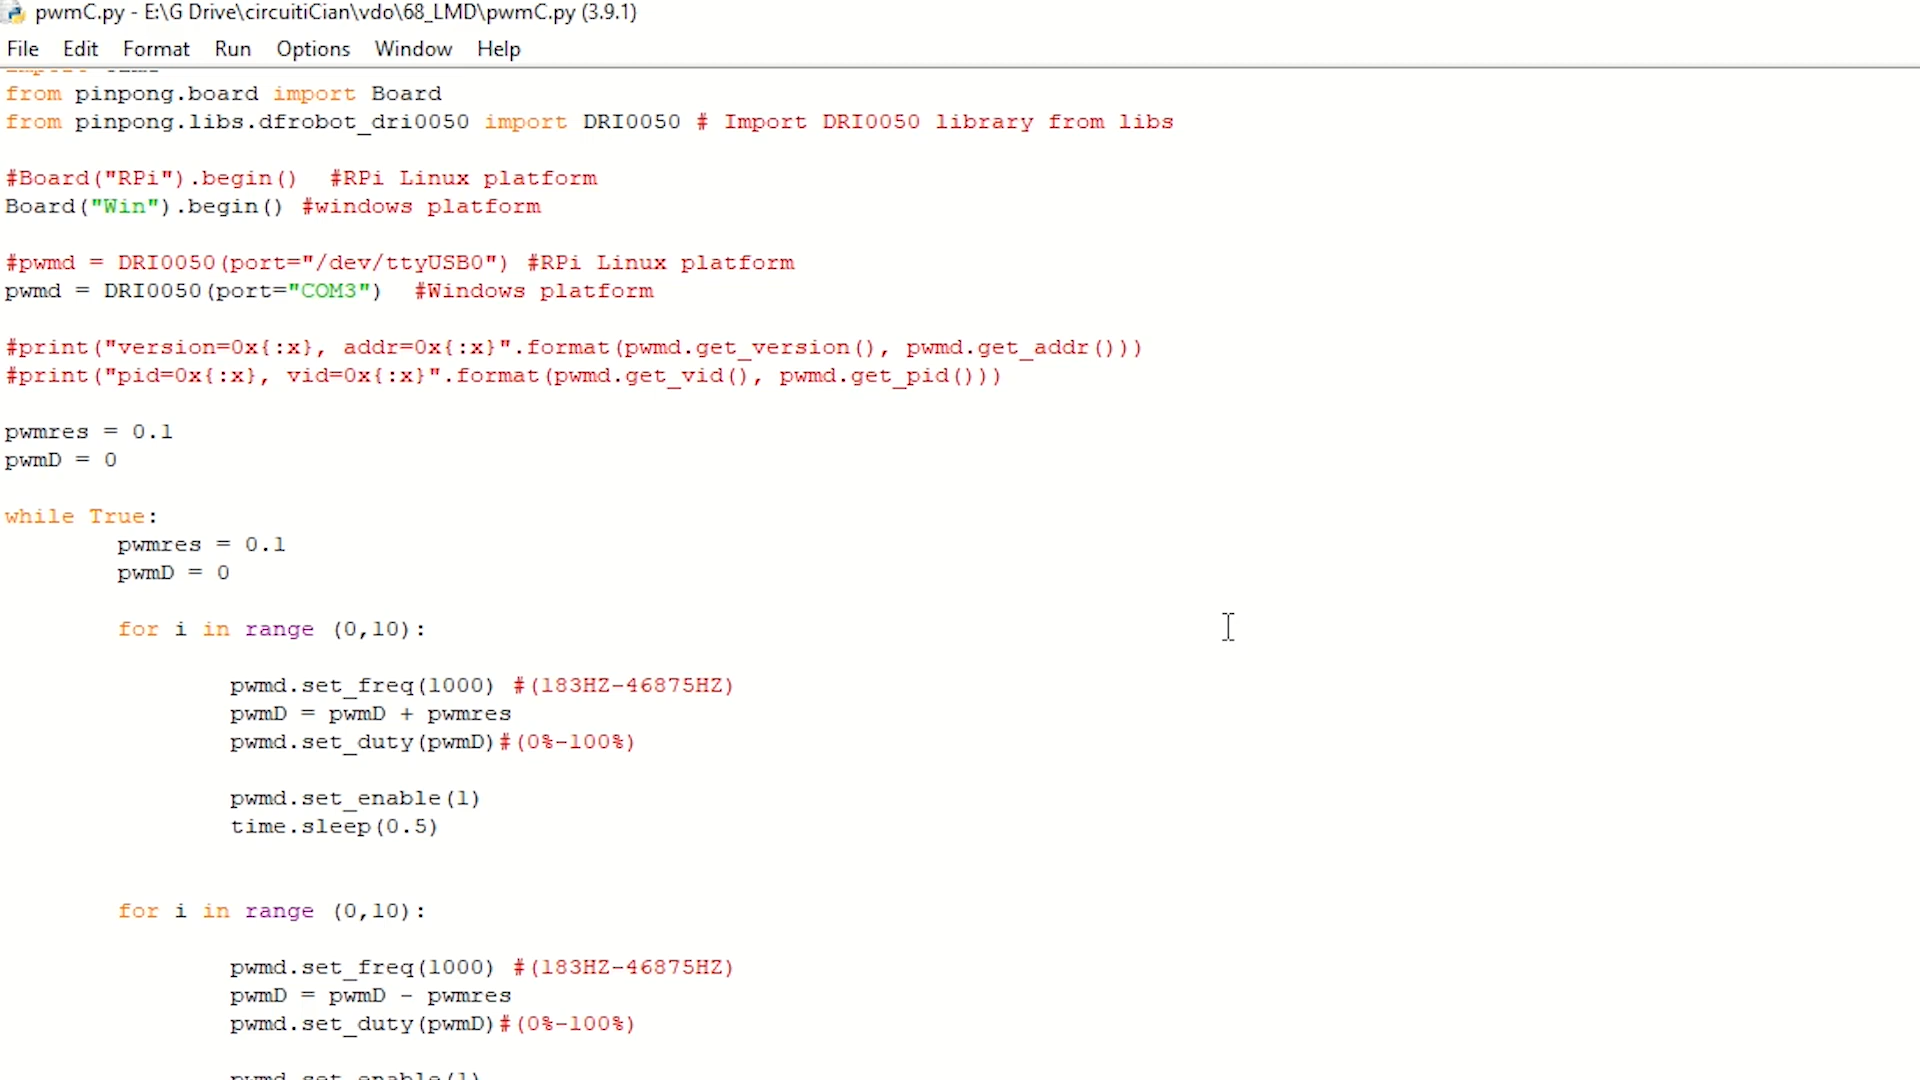 pwmC.py - E:\G Drive\circuitiCian\vdo\68_LMD\pwmC.py (3.9.1)
File Edit Format Run Options Window Help
import time
from pinpong.board import Board
from pinpong.libs.dfrobot_dri0050 import DRI0050 # Import DRI0050 library from libs
#Board("RPi").begin()  #RPi Linux platform
Board("Win").begin() #windows platform
#pwmd = DRI0050(port="/dev/ttyUSB0") #RPi Linux platform
pwmd = DRI0050(port="COM3")  #Windows platform
#print("version=0x{:x}, addr=0x{:x}".format(pwmd.get_version(), pwmd.get_addr()))
#print("pid=0x{:x}, vid=0x{:x}".format(pwmd.get_vid(), pwmd.get_pid()))
pwmres = 0.1
pwmD = 0
while True:
        pwmres = 0.1
        pwmD = 0
        for i in range (0,10):
                pwmd.set_freq(1000) #(183HZ-46875HZ)
                pwmD = pwmD + pwmres
                pwmd.set_duty(pwmD)#(0%-100%)
                pwmd.set_enable(1)
                time.sleep(0.5)
        for i in range (0,10):
                pwmd.set_freq(1000) #(183HZ-46875HZ)
                pwmD = pwmD - pwmres
                pwmd.set_duty(pwmD)#(0%-100%)
                pwmd.set_enable(1)